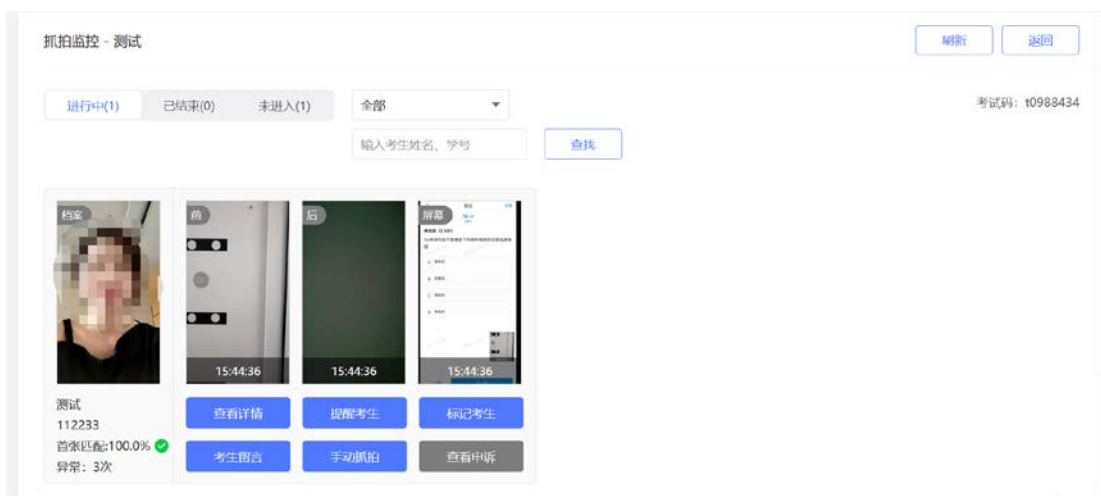 抓拍监控 - 测试
刷新
返回
进行中(1)
已结束(0)
未进入(1)
全部
考试码：t0988434
输入考生姓名、学号
查找
档案
前
后
屏幕
15:44:36
15:44:36
15:44:36
测试
112233
首张匹配:100.0%
异常：3次
查看详情
提醒考生
标记考生
考生留言
手动抓拍
查看申诉